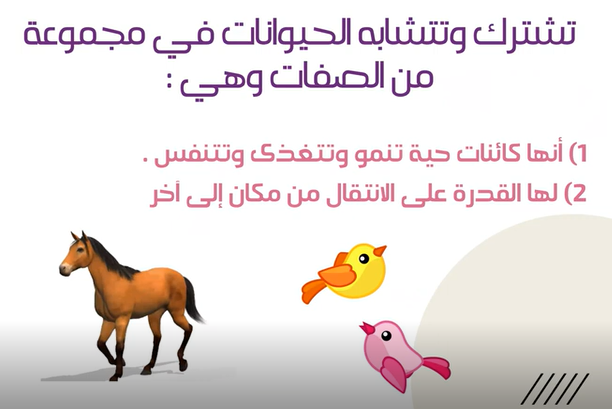 تشترك وتتشابه الحيوانات في مجموعة
من الصفات وهي :
1) أنها كائنات حية تنمو وتتغذى وتتنفس .
2) لها القدرة على الانتقال من مكان إلى آخر